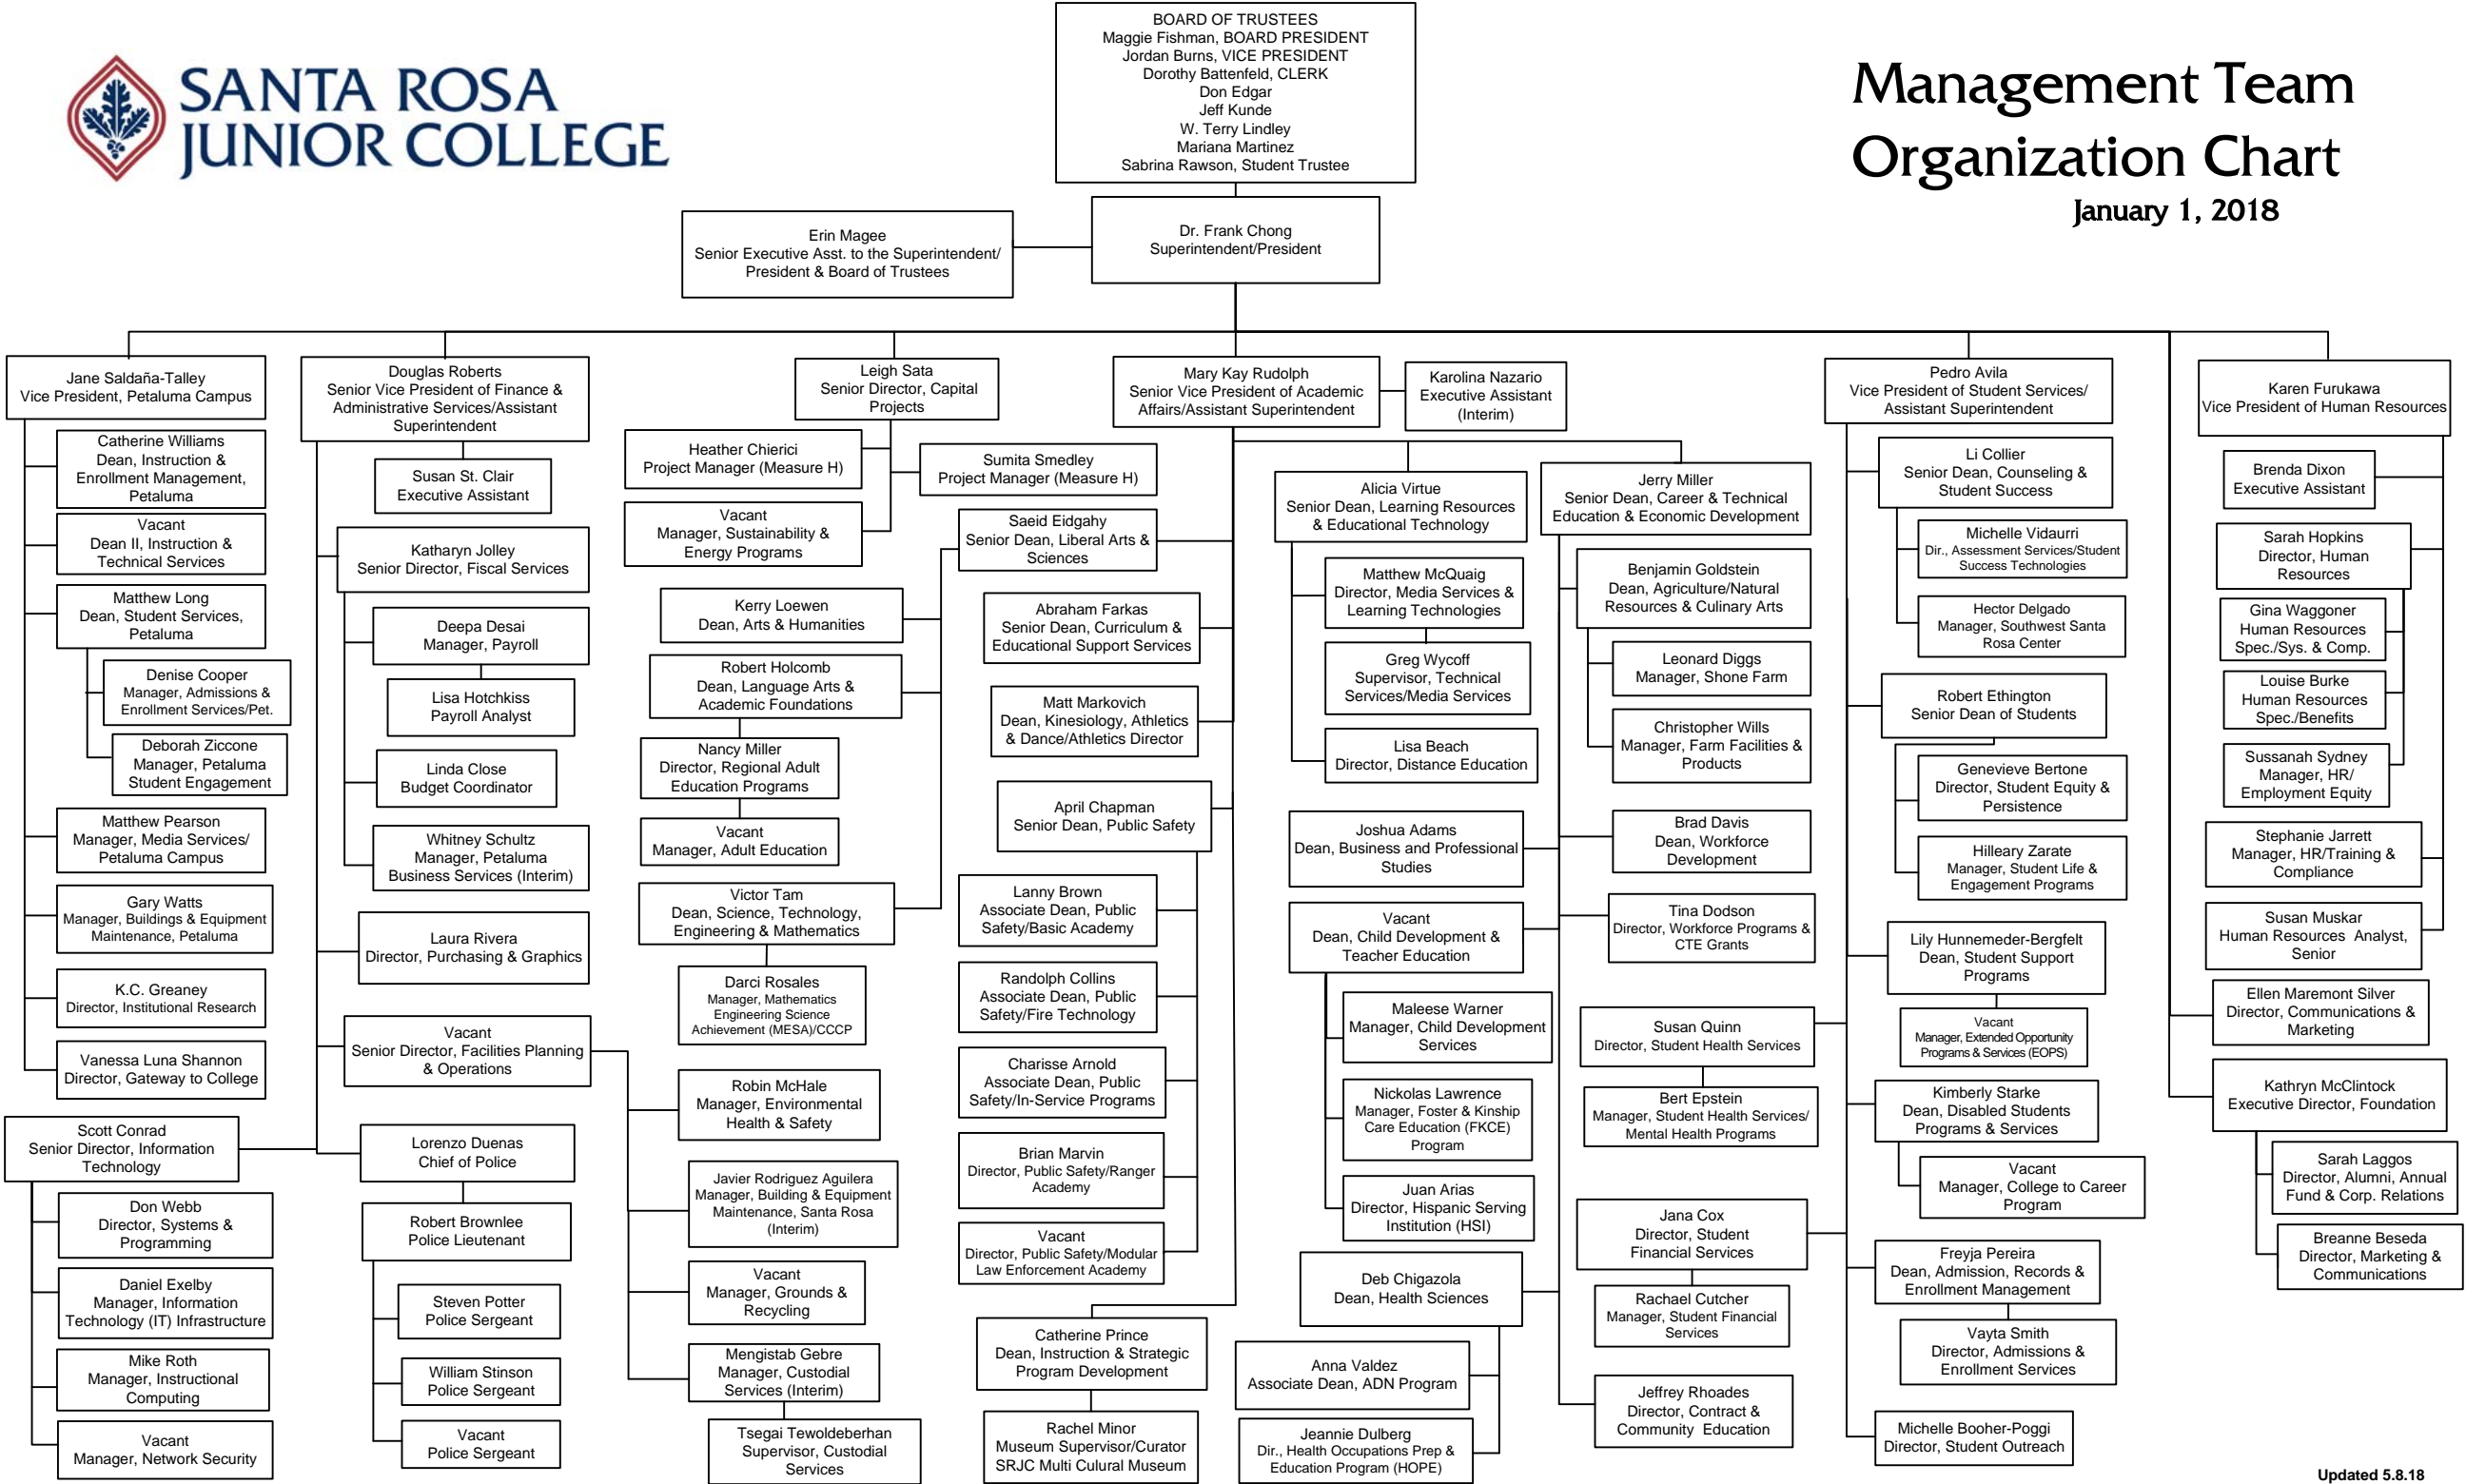 SANTA ROSA
JUNIOR COLLEGE
BOARD OF TRUSTEES
Maggie Fishman, BOARD PRESIDENT
Jordan Burns, VICE PRESIDENT
Dorothy Battenfeld, CLERK
Don Edgar
Jeff Kunde
W. Terry Lindley
Mariana Martinez
Sabrina Rawson, Student Trustee
Management Team
Organization Chart
January 1, 2018
Erin Magee
Senior Executive Asst. to the Superintendent/
President & Board of Trustees
Dr. Frank Chong
Superintendent/President
Jane Saldaña-Talley
Vice President, Petaluma Campus
Catherine Williams
Dean, Instruction &
Enrollment Management,
Petaluma
Vacant
Dean II, Instruction &
Technical Services
Matthew Long
Dean, Student Services,
Petaluma
Denise Cooper
Manager, Admissions &
Enrollment Services/Pet.
Deborah Ziccone
Manager, Petaluma
Student Engagement
Matthew Pearson
Manager, Media Services/
Petaluma Campus
Gary Watts
Manager, Buildings & Equipment
Maintenance, Petaluma
K.C. Greaney
Director, Institutional Research
Vanessa Luna Shannon
Director, Gateway to College
Scott Conrad
Senior Director, Information
Technology
Don Webb
Director, Systems &
Programming
Daniel Exelby
Manager, Information
Technology (IT) Infrastructure
Mike Roth
Manager, Instructional
Computing
Vacant
Manager, Network Security
Douglas Roberts
Senior Vice President of Finance &
Administrative Services/Assistant
Superintendent
Susan St. Clair
Executive Assistant
Katharyn Jolley
Senior Director, Fiscal Services
Deepa Desai
Manager, Payroll
Lisa Hotchkiss
Payroll Analyst
Linda Close
Budget Coordinator
Whitney Schultz
Manager, Petaluma
Business Services (Interim)
Laura Rivera
Director, Purchasing & Graphics
Vacant
Senior Director, Facilities Planning
& Operations
Lorenzo Duenas
Chief of Police
Robert Brownlee
Police Lieutenant
Steven Potter
Police Sergeant
William Stinson
Police Sergeant
Vacant
Police Sergeant
Leigh Sata
Senior Director, Capital
Projects
Heather Chierici
Project Manager (Measure H)
Sumita Smedley
Project Manager (Measure H)
Vacant
Manager, Sustainability &
Energy Programs
Saeid Eidgahy
Senior Dean, Liberal Arts &
Sciences
Kerry Loewen
Dean, Arts & Humanities
Robert Holcomb
Dean, Language Arts &
Academic Foundations
Nancy Miller
Director, Regional Adult
Education Programs
Vacant
Manager, Adult Education
Victor Tam
Dean, Science, Technology,
Engineering & Mathematics
Darci Rosales
Manager, Mathematics
Engineering Science
Achievement (MESA)/CCCP
Robin McHale
Manager, Environmental
Health & Safety
Javier Rodriguez Aguilera
Manager, Building & Equipment
Maintenance, Santa Rosa
(Interim)
Vacant
Manager, Grounds &
Recycling
Mengistab Gebre
Manager, Custodial
Services (Interim)
Tsegai Tewoldeberhan
Supervisor, Custodial
Services
Mary Kay Rudolph
Senior Vice President of Academic
Affairs/Assistant Superintendent
Karolina Nazario
Executive Assistant
(Interim)
Abraham Farkas
Senior Dean, Curriculum &
Educational Support Services
Matt Markovich
Dean, Kinesiology, Athletics
& Dance/Athletics Director
April Chapman
Senior Dean, Public Safety
Lanny Brown
Associate Dean, Public
Safety/Basic Academy
Randolph Collins
Associate Dean, Public
Safety/Fire Technology
Charisse Arnold
Associate Dean, Public
Safety/In-Service Programs
Brian Marvin
Director, Public Safety/Ranger
Academy
Vacant
Director, Public Safety/Modular
Law Enforcement Academy
Catherine Prince
Dean, Instruction & Strategic
Program Development
Rachel Minor
Museum Supervisor/Curator
SRJC Multi Culural Museum
Alicia Virtue
Senior Dean, Learning Resources
& Educational Technology
Matthew McQuaig
Director, Media Services &
Learning Technologies
Greg Wycoff
Supervisor, Technical
Services/Media Services
Lisa Beach
Director, Distance Education
Joshua Adams
Dean, Business and Professional
Studies
Vacant
Dean, Child Development &
Teacher Education
Maleese Warner
Manager, Child Development
Services
Nickolas Lawrence
Manager, Foster & Kinship
Care Education (FKCE)
Program
Juan Arias
Director, Hispanic Serving
Institution (HSI)
Deb Chigazola
Dean, Health Sciences
Anna Valdez
Associate Dean, ADN Program
Jeannie Dulberg
Dir., Health Occupations Prep &
Education Program (HOPE)
Jerry Miller
Senior Dean, Career & Technical
Education & Economic Development
Benjamin Goldstein
Dean, Agriculture/Natural
Resources & Culinary Arts
Leonard Diggs
Manager, Shone Farm
Christopher Wills
Manager, Farm Facilities &
Products
Brad Davis
Dean, Workforce
Development
Tina Dodson
Director, Workforce Programs &
CTE Grants
Susan Quinn
Director, Student Health Services
Bert Epstein
Manager, Student Health Services/
Mental Health Programs
Jana Cox
Director, Student
Financial Services
Rachael Cutcher
Manager, Student Financial
Services
Jeffrey Rhoades
Director, Contract &
Community Education
Pedro Avila
Vice President of Student Services/
Assistant Superintendent
Li Collier
Senior Dean, Counseling &
Student Success
Michelle Vidaurri
Dir., Assessment Services/Student
Success Technologies
Hector Delgado
Manager, Southwest Santa
Rosa Center
Robert Ethington
Senior Dean of Students
Genevieve Bertone
Director, Student Equity &
Persistence
Hilleary Zarate
Manager, Student Life &
Engagement Programs
Lily Hunnemeder-Bergfelt
Dean, Student Support
Programs
Vacant
Manager, Extended Opportunity
Programs & Services (EOPS)
Kimberly Starke
Dean, Disabled Students
Programs & Services
Vacant
Manager, College to Career
Program
Freyja Pereira
Dean, Admission, Records &
Enrollment Management
Vayta Smith
Director, Admissions &
Enrollment Services
Michelle Booher-Poggi
Director, Student Outreach
Karen Furukawa
Vice President of Human Resources
Brenda Dixon
Executive Assistant
Sarah Hopkins
Director, Human
Resources
Gina Waggoner
Human Resources
Spec./Sys. & Comp.
Louise Burke
Human Resources
Spec./Benefits
Sussanah Sydney
Manager, HR/
Employment Equity
Stephanie Jarrett
Manager, HR/Training &
Compliance
Susan Muskar
Human Resources Analyst,
Senior
Ellen Maremont Silver
Director, Communications &
Marketing
Kathryn McClintock
Executive Director, Foundation
Sarah Laggos
Director, Alumni, Annual
Fund & Corp. Relations
Breanne Beseda
Director, Marketing &
Communications
Updated 5.8.18